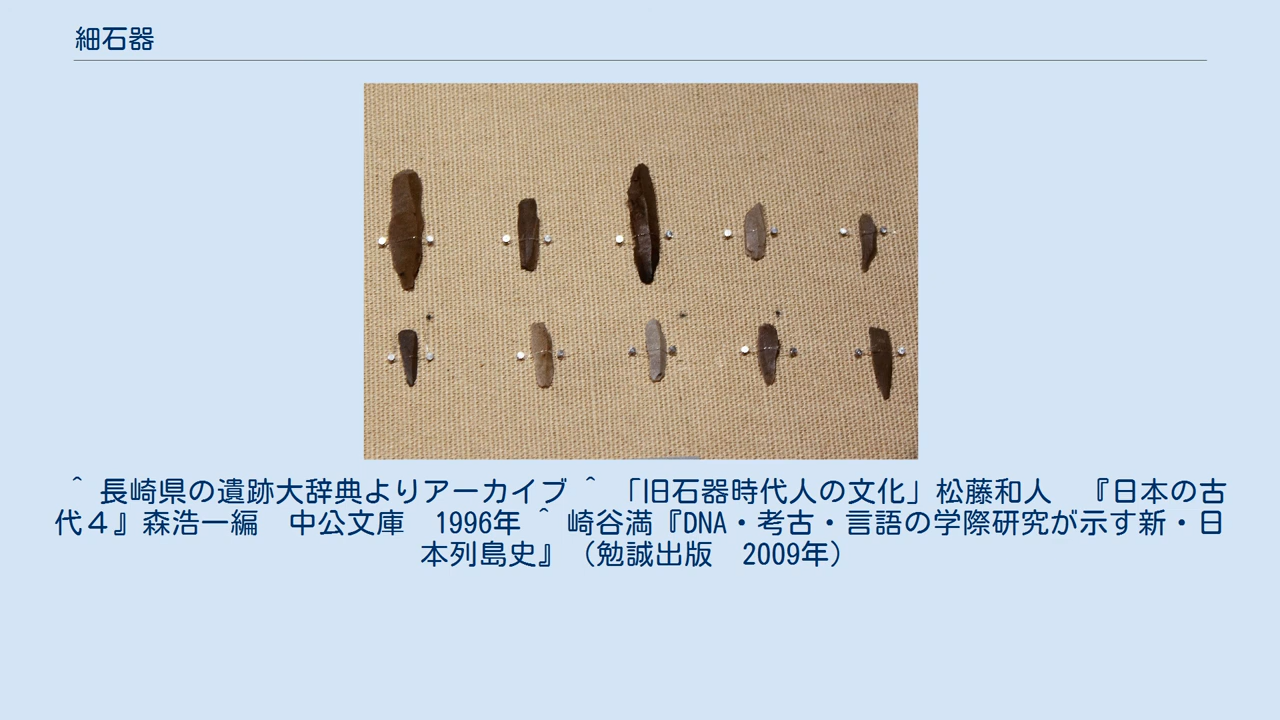 細石器
＾ 長崎県の遺跡大辞典よりアーカイブ ＾ 「旧石器時代人の文化」松藤和人　『日本の古
代４』森浩一編　中公文庫　1996年 ＾ 崎谷満『DNA・考古・言語の学際研究が示す新・日
本列島史』（勉誠出版　2009年）